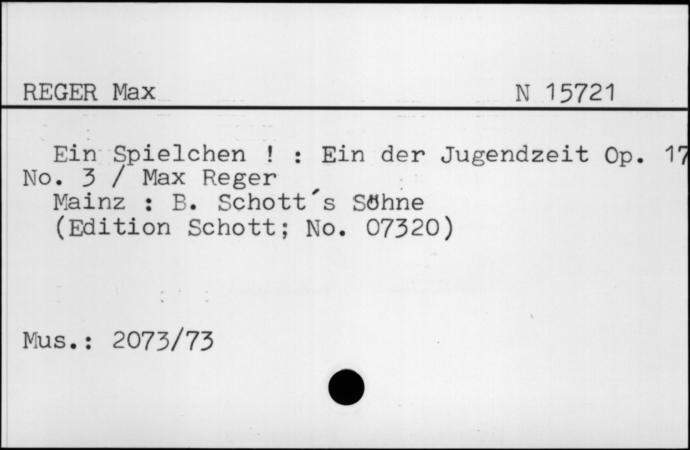 REGER Max N 15721
Ein Spielchen ! : Ein der Jugendzeit Op. 17
No. 3 / Max Reger
Mainz : B. Schott´s Söhne
(Edition Schott; No. 07320)
Mus.: 2073/73